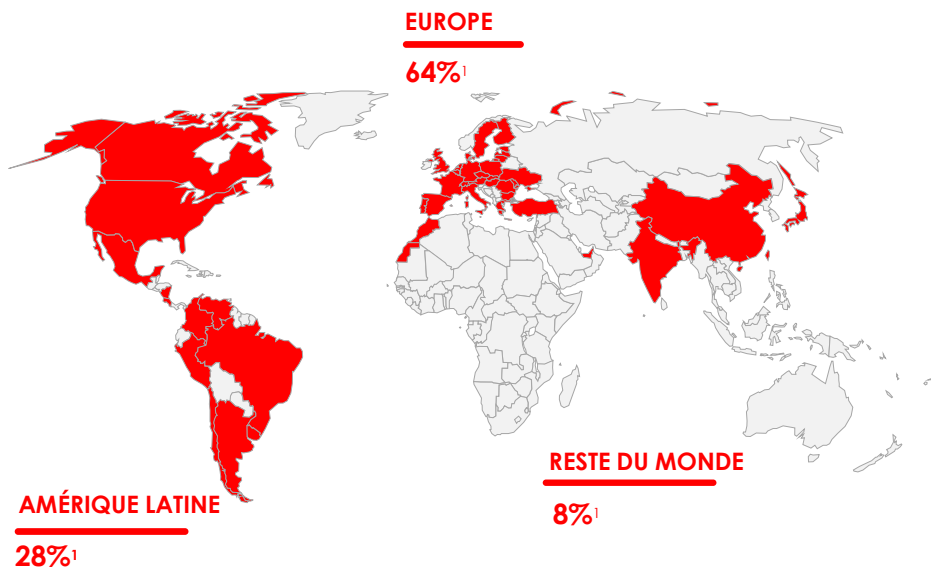 EUROPE
64%¹
RESTE DU MONDE
8%¹
AMÉRIQUE LATINE
28%¹